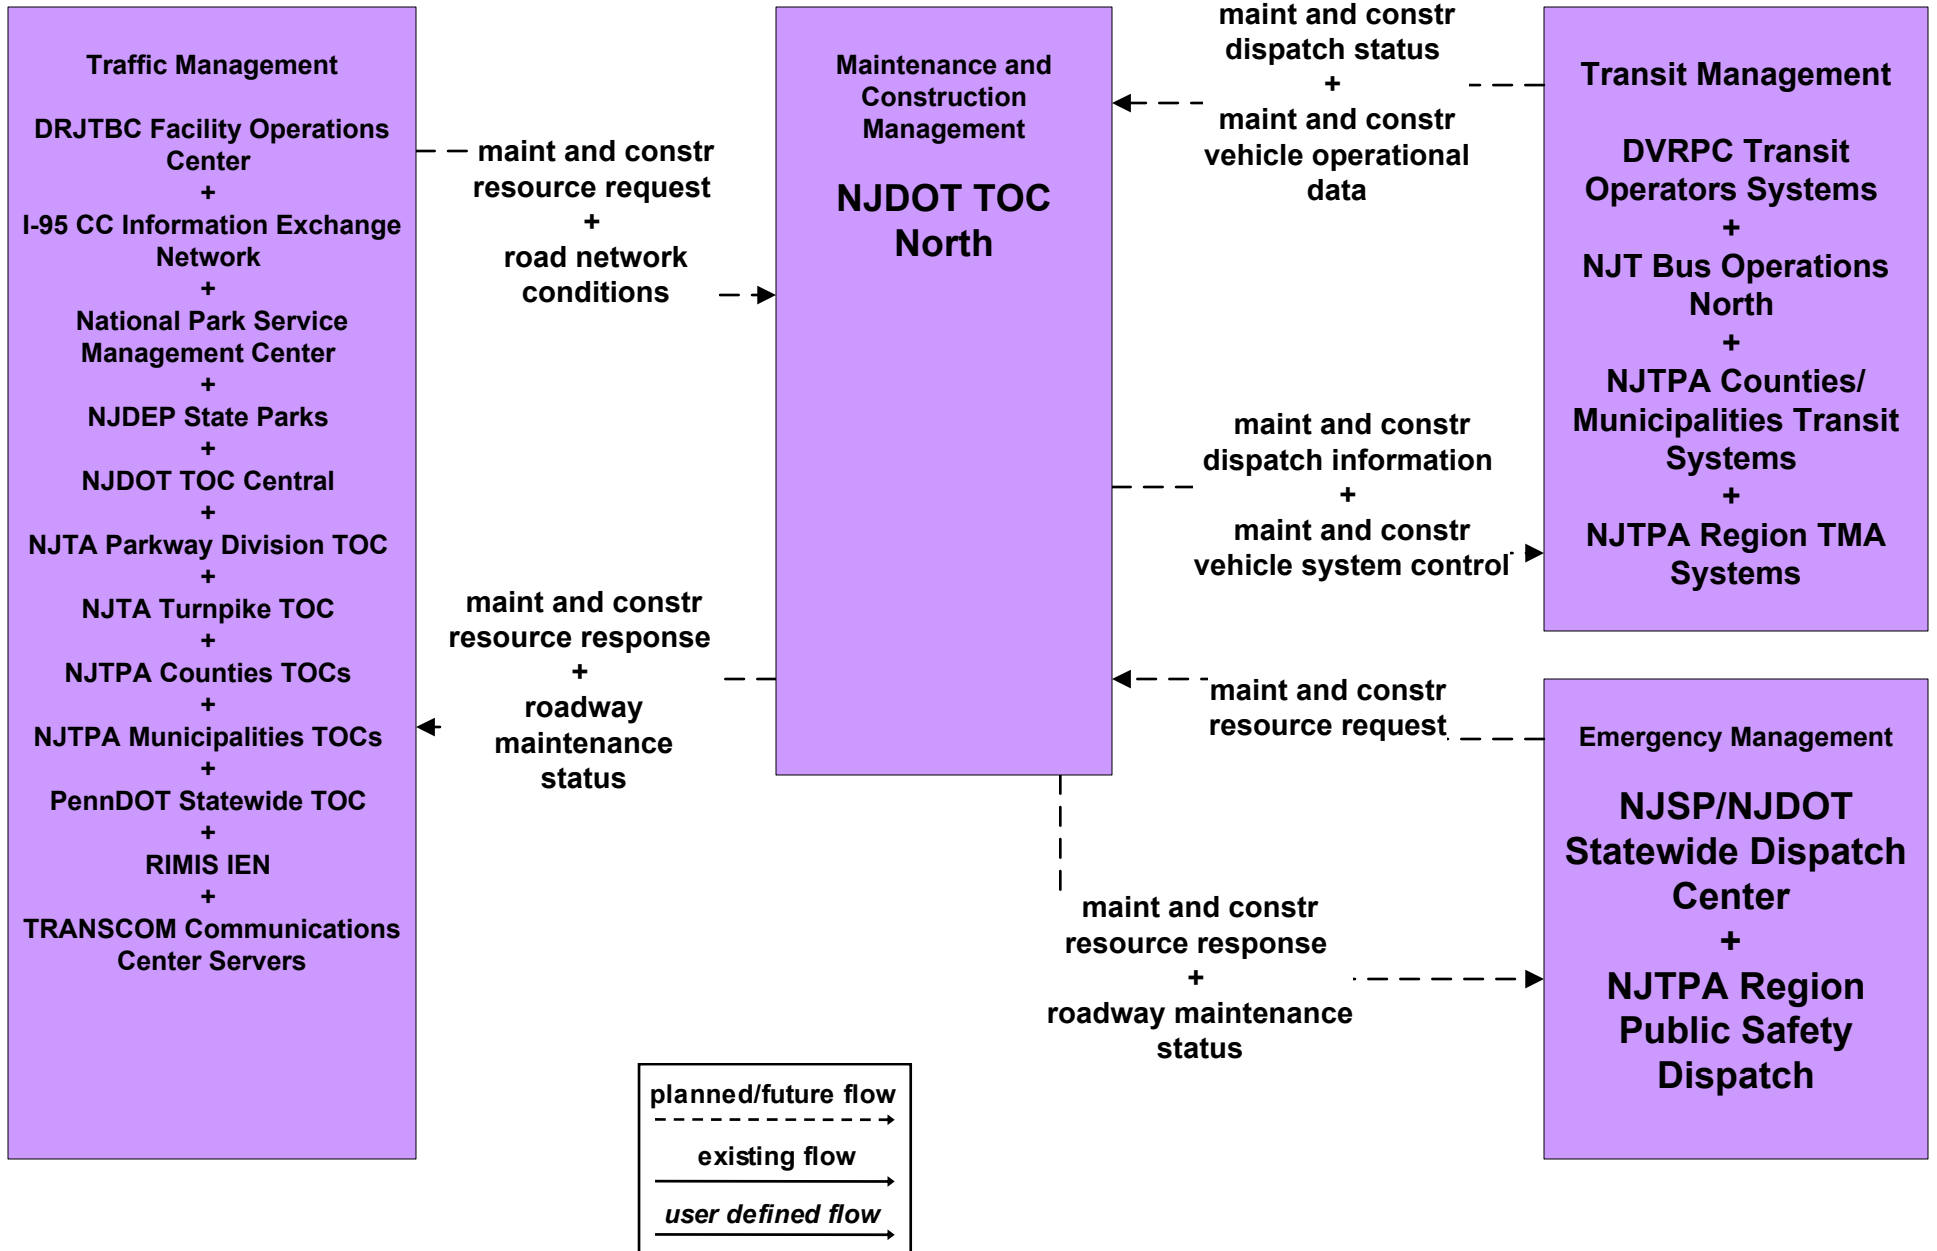 Traffic Management
DRJTBC Facility Operations
Center
+
I-95 CC Information Exchange
Network
+
National Park Service
Management Center
+
NJDEP State Parks
+
NJDOT TOC Central
+
NJTA Parkway Division TOC
+
NJTA Turnpike TOC
+
NJTPA Counties TOCs
+
NJTPA Municipalities TOCs
+
PennDOT Statewide TOC
+
RIMIS IEN
+
TRANSCOM Communications
Center Servers
maint and constr
resource request
+
road network
conditions
maint and constr
resource response
+
roadway
maintenance
status
Maintenance and
Construction
Management
NJDOT TOC
North
maint and constr
dispatch status
+
maint and constr
vehicle operational
data
maint and constr
dispatch information
+
maint and constr
vehicle system control
maint and constr
resource request
maint and constr
resource response
+
roadway maintenance
status
Transit Management
DVRPC Transit
Operators Systems
+
NJT Bus Operations
North
+
NJTPA Counties/
Municipalities Transit
Systems
+
NJTPA Region TMA
Systems
Emergency Management
NJSP/NJDOT
Statewide Dispatch
Center
+
NJTPA Region
Public Safety
Dispatch
planned/future flow
existing flow
user defined flow